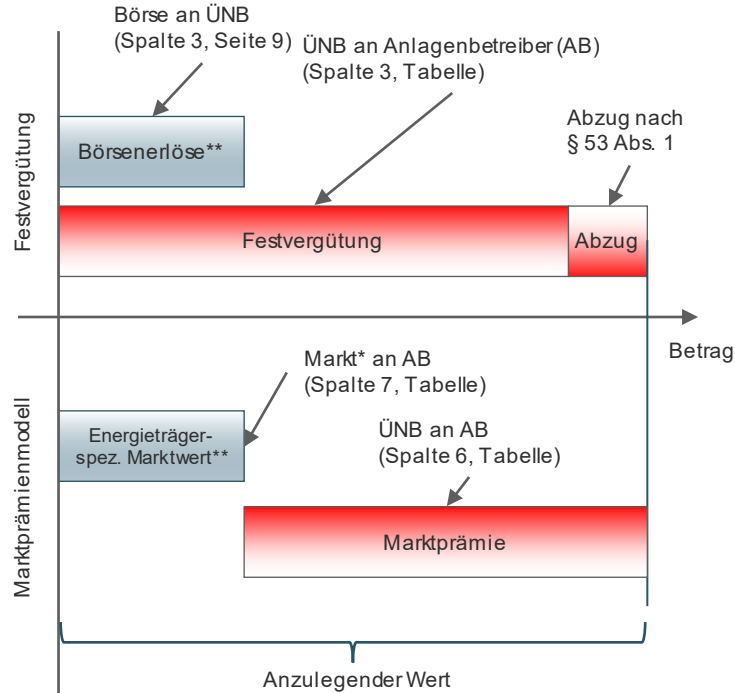 Börse an ÜNB
(Spalte 3, Seite 9)
ÜNB an Anlagenbetreiber (AB)
(Spalte 3, Tabelle)
Abzug nach
§ 53 Abs. 1
Festvergütung
Börsenerlöse**
Festvergütung
Abzug
Betrag
Marktprämienmodell
Markt* an AB
(Spalte 7, Tabelle)
Energieträger-
spez. Marktwert**
ÜNB an AB
(Spalte 6, Tabelle)
Marktprämie
Anzulegender Wert